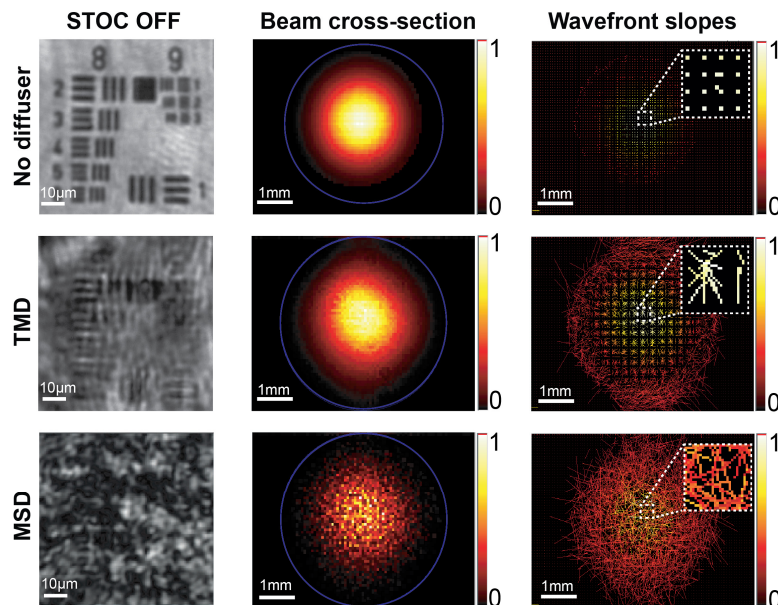 STOC OFF
Beam cross-section
Wavefront slopes
No diffuser
8 9
2
3
4
5
1
10µm
1mm
1
0
1mm
1
0
TMD
10µm
1mm
1
0
1mm
1
0
MSD
10µm
1mm
1
0
1mm
1
0